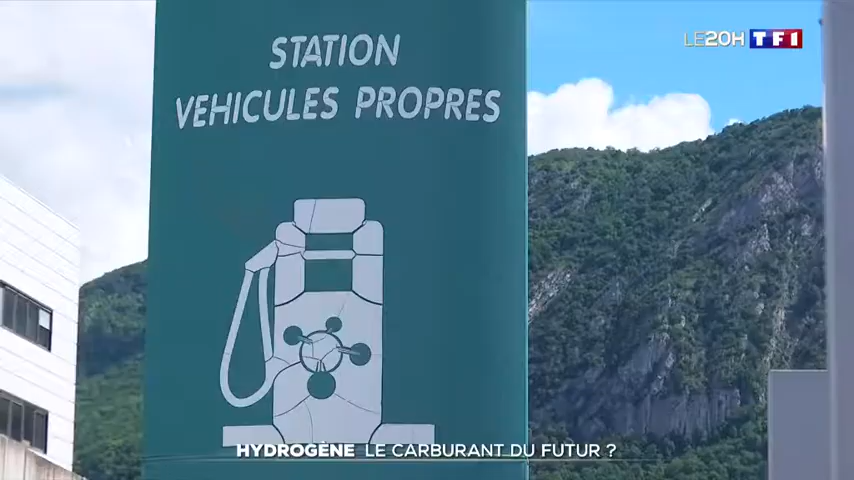 LE20H TF1
STATION
VEHICULES PROPRES
HYDROGÈNE LE CARBURANT DU FUTUR ?